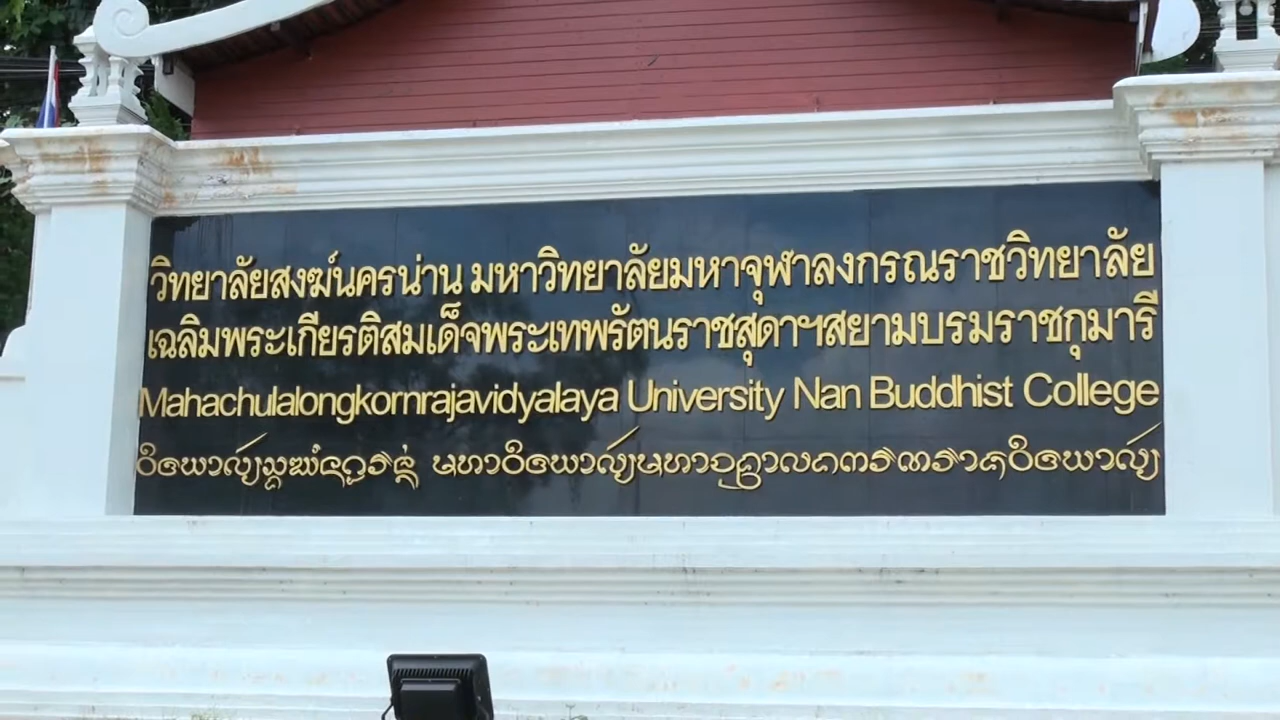 วิทยาลัยสงฆ์นครน่าน มหาวิทยาลัยมหาจุฬาลงกรณราชวิทยาลัย
เฉลิมพระเกียรติสมเด็จพระเทพรัตนราชสุดาฯสยามบรมราชกุมารี
Mahachulalongkornrajavidyalaya University Nan Buddhist College